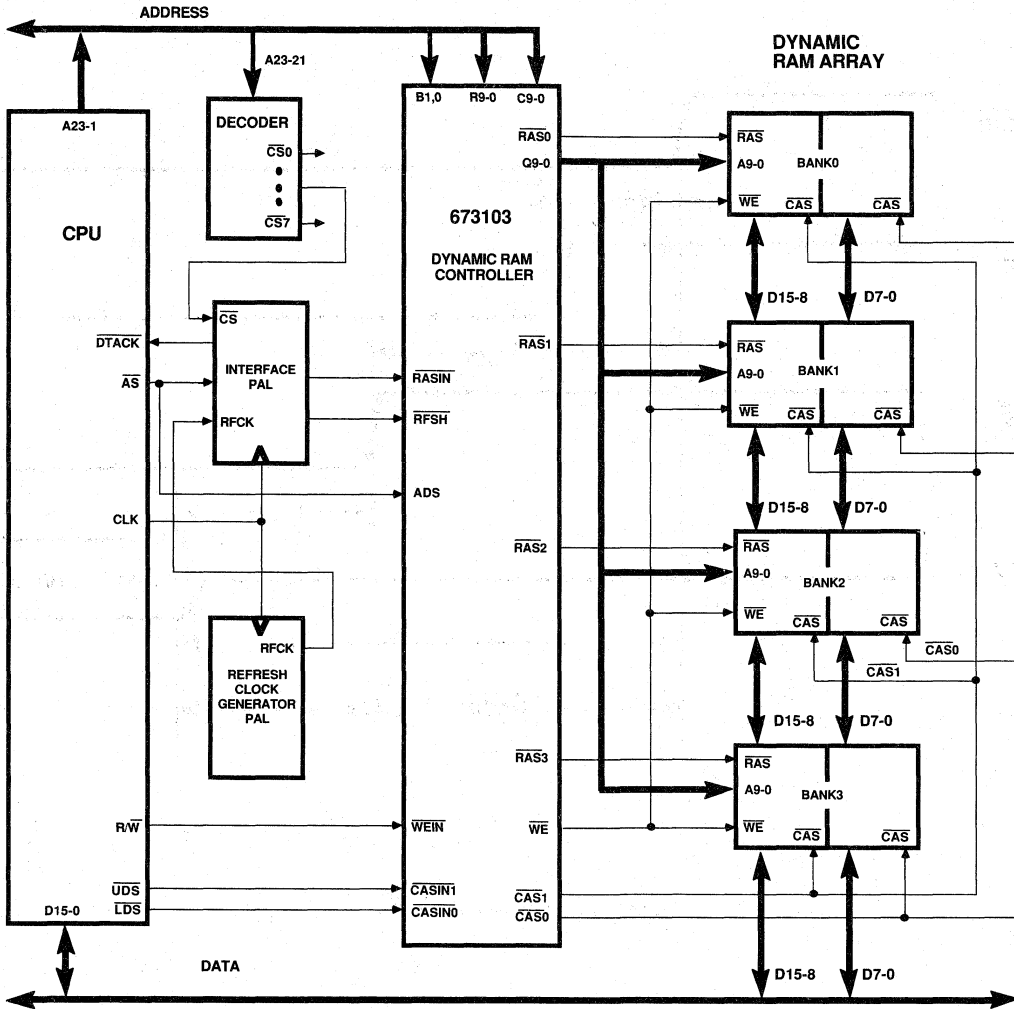 ADDRESS
A23-21
DYNAMIC
RAM ARRAY
A23-1
CPU
DTACK
AS
CLK
R/W
UDS
LDS
D15-0
DECODER
CS0
CS7
CS
INTERFACE
PAL
RFCK
RFCK
REFRESH
CLOCK
GENERATOR
PAL
B1,0 R9-0 C9-0
RAS0
Q9-0
673103
DYNAMIC RAM
CONTROLLER
RAS1
RASIN
RFSH
ADS
RAS2
RAS3
WEIN
WE
CASIN1
CASIN0
CAS1
CAS0
RAS
A9-0
BANK0
WE
CAS
CAS
D15-8
D7-0
RAS
A9-0
BANK1
WE
CAS
CAS
D15-8
D7-0
RAS
A9-0
BANK2
WE
CAS
CAS
CAS0
CAS1
D15-8
D7-0
RAS
A9-0
BANK3
WE
CAS
CAS
D15-8
D7-0
DATA